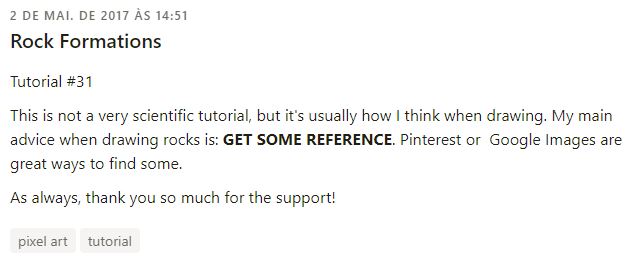 2 DE MAI. DE 2017 ÀS 14:51
Rock Formations
Tutorial #31
This is not a very scientific tutorial, but it's usually how I think when drawing. My main
advice when drawing rocks is: GET SOME REFERENCE. Pinterest or  Google Images are
great ways to find some.
As always, thank you so much for the support!
pixel art tutorial